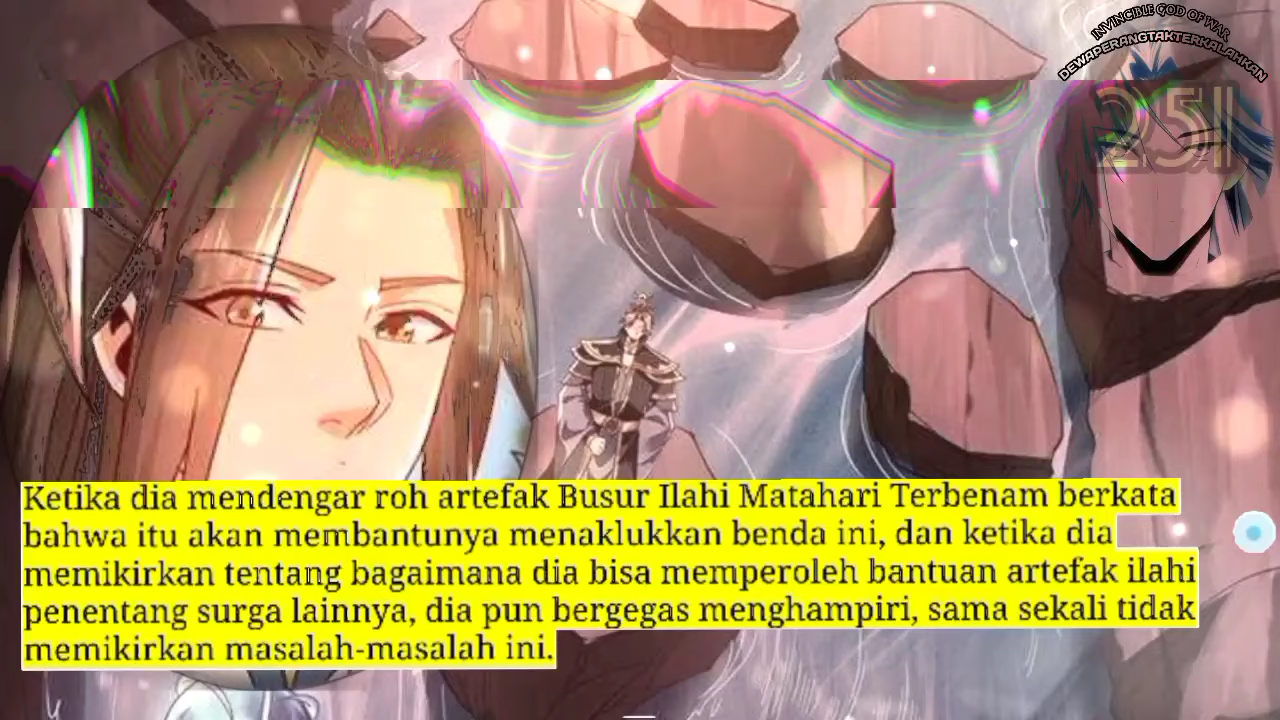 INVINCIBLE GOD OF WAR
DEWAPERANGTAKTERKALAHKAN
251
Ketika dia mendengar roh artefak Busur Ilahi Matahari Terbenam berkata
bahwa itu akan membantunya menaklukkan benda ini, dan ketika dia
memikirkan tentang bagaimana dia bisa memperoleh bantuan artefak ilahi
penentang surga lainnya, dia pun bergegas menghampiri, sama sekali tidak
memikirkan masalah-masalah ini.